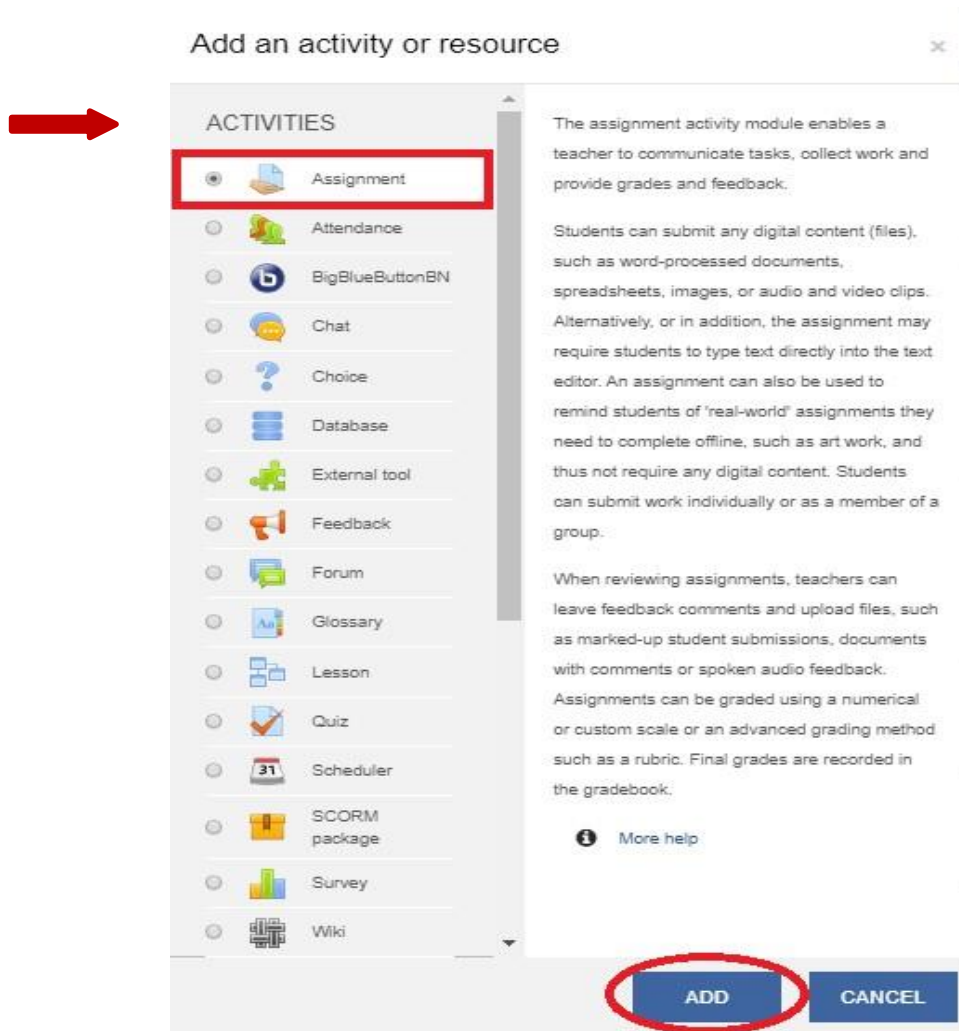 Add an activity or resource
×
ACTIVITIES
Assignment
Attendance
BigBlueButtonBN
Chat
Choice
Database
External tool
Feedback
Forum
Glossary
Lesson
Quiz
31
Scheduler
SCORM
package
Survey
Wiki
The assignment activity module enables a
teacher to communicate tasks, collect work and
provide grades and feedback.
Students can submit any digital content (files),
such as word-processed documents,
spreadsheets, images, or audio and video clips.
Alternatively, or in addition, the assignment may
require students to type text directly into the text
editor. An assignment can also be used to
remind students of 'real-world' assignments they
need to complete offline, such as art work, and
thus not require any digital content. Students
can submit work individually or as a member of a
group.
When reviewing assignments, teachers can
leave feedback comments and upload files, such
as marked-up student submissions, documents
with comments or spoken audio feedback.
Assignments can be graded using a numerical
or custom scale or an advanced grading method
such as a rubric. Final grades are recorded in
the gradebook.
More help
ADD
CANCEL